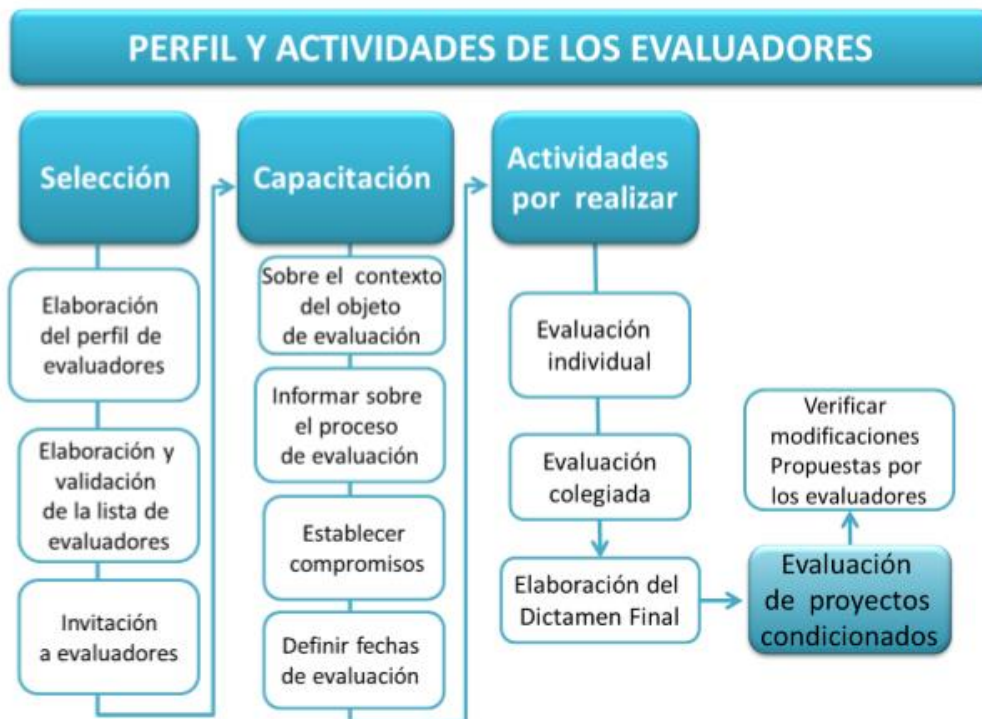 PERFIL Y ACTIVIDADES DE LOS EVALUADORES
Selección
Elaboración
del perfil de
evaluadores
Elaboración y
validación
de la lista de
evaluadores
Invitación
a evaluadores
Capacitación
Sobre el contexto
del objeto
de evaluación
Informar sobre
el proceso
de evaluación
Establecer
compromisos
Definir fechas
de evaluación
Actividades
por realizar
Evaluación
individual
Evaluación
colegiada
Elaboración del
Dictamen Final
Evaluación
de proyectos
condicionados
Verificar
modificaciones
Propuestas por
los evaluadores